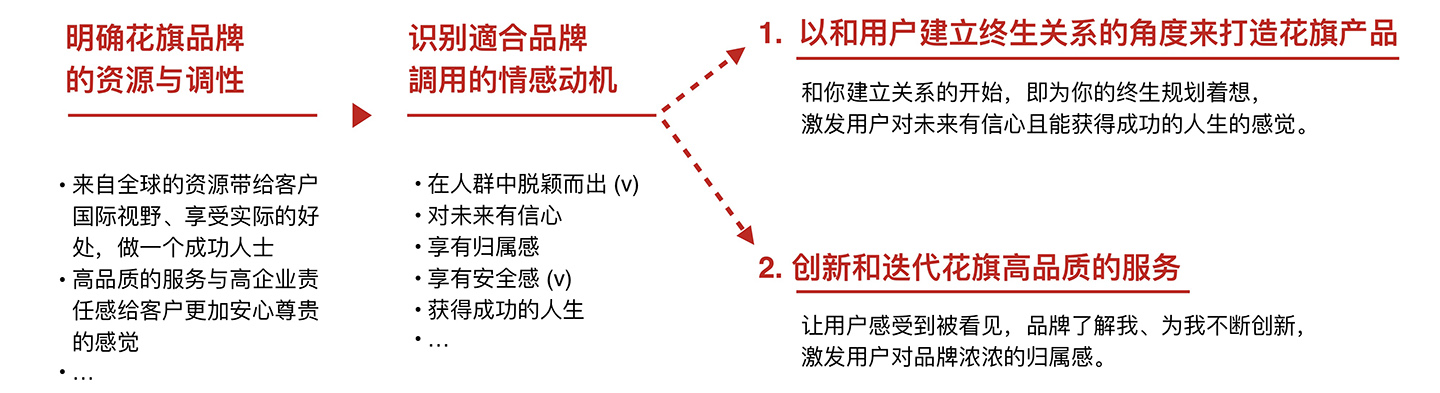 明确花旗品牌
的资源与调性
• 来自全球的资源带给客户
国际视野、享受实际的好
处，做一个成功人士
• 高品质的服务与高企业责
任感给客户更加安心尊贵
的感觉
• …
识别適合品牌
調用的情感动机
• 在人群中脱颖而出 (v)
• 对未来有信心
• 享有归属感
• 享有安全感 (v)
• 获得成功的人生
• …
1. 以和用户建立终生关系的角度来打造花旗产品
和你建立关系的开始，即为你的终生规划着想，
激发用户对未来有信心且能获得成功的人生的感觉。
2. 创新和迭代花旗高品质的服务
让用户感受到被看见，品牌了解我、为我不断创新，
激发用户对品牌浓浓的归属感。